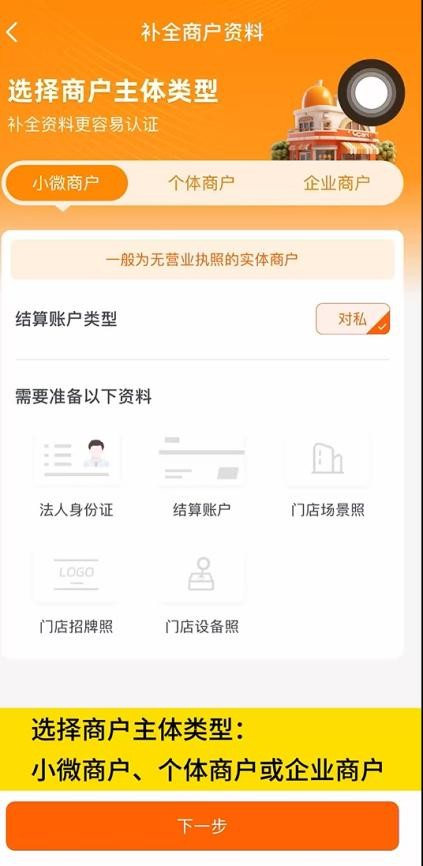 补全商户资料
选择商户主体类型
补全资料更容易认证
小微商户 个体商户 企业商户
一般为无营业执照的实体商户
结算账户类型 对私
需要准备以下资料
法人身份证 结算账户 门店场景照
LOGO
门店招牌照 门店设备照
选择商户主体类型：
小微商户、个体商户或企业商户
下一步